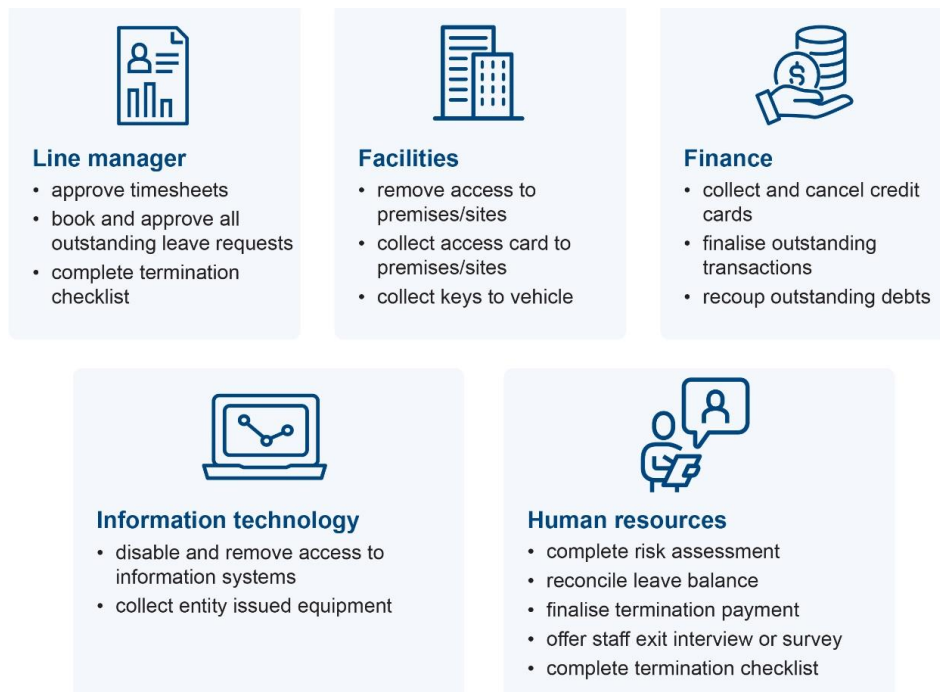 Line manager
• approve timesheets
• book and approve all
outstanding leave requests
• complete termination
checklist
Facilities
• remove access to
premises/sites
• collect access card to
premises/sites
• collect keys to vehicle
$
Finance
• collect and cancel credit
cards
• finalise outstanding
transactions
• recoup outstanding debts
Information technology
• disable and remove access to
information systems
• collect entity issued equipment
Human resources
• complete risk assessment
• reconcile leave balance
• finalise termination payment
• offer staff exit interview or survey
• complete termination checklist